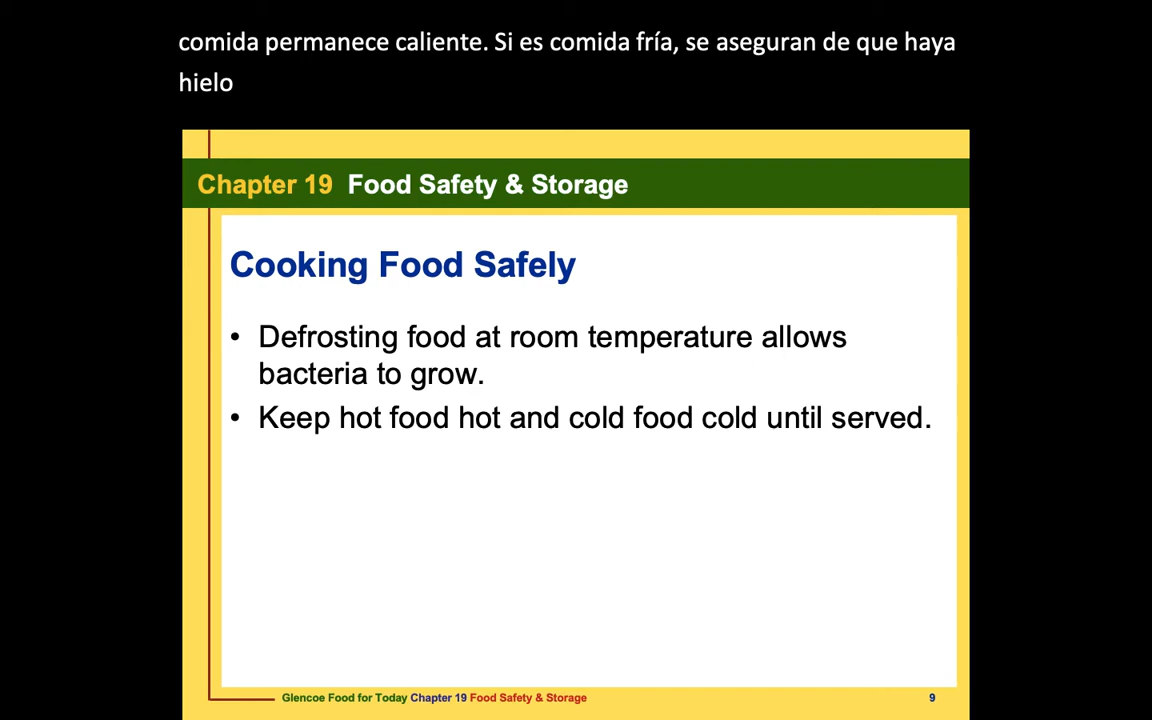 comida permanece caliente. Si es comida fría, se aseguran de que haya
hielo
Chapter 19 Food Safety & Storage
Cooking Food Safely
• Defrosting food at room temperature allows
bacteria to grow.
• Keep hot food hot and cold food cold until served.
Glencoe Food for Today Chapter 19 Food Safety & Storage 9